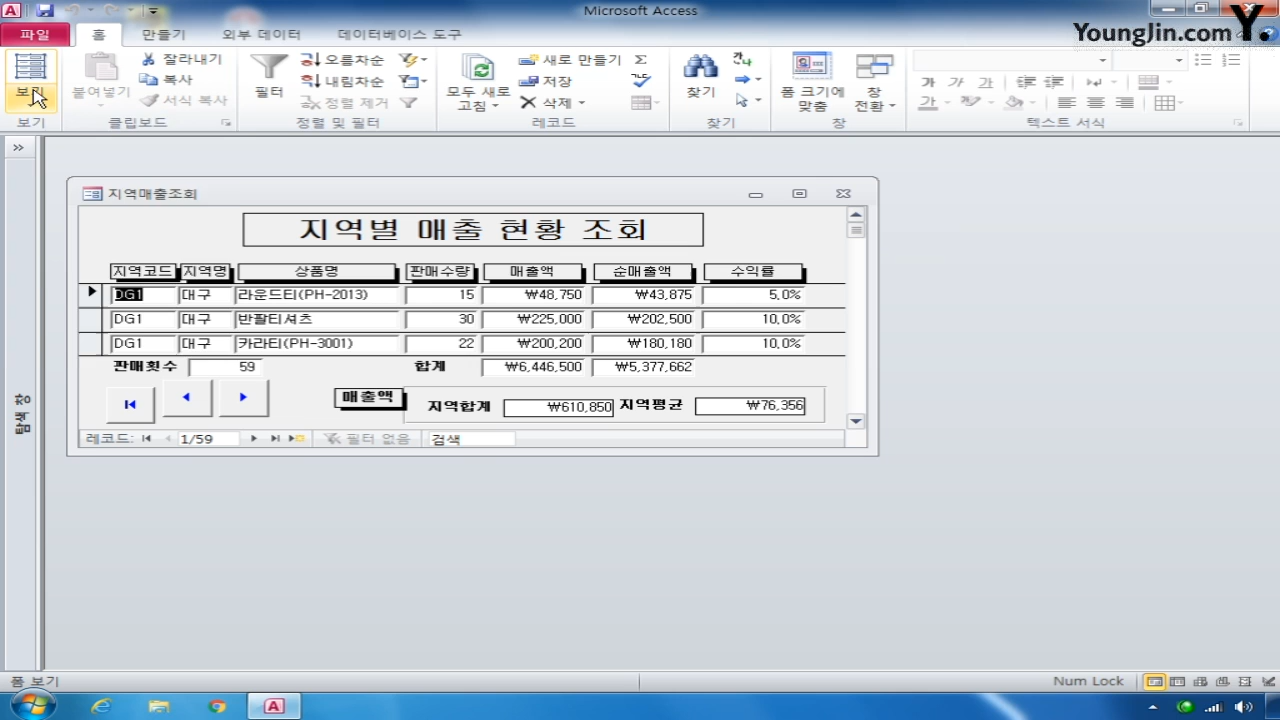 Microsoft Access
YoungJin.com Y.
파일 홈 만들기 외부 데이터 데이터베이스 도구
보기
보기
붙여넣기
잘라내기
복사
서식 복사
클립보드
필터
오름차순
내림차순
정렬 제거
정렬 및 필터
모두 새로
고침
새로 만들기
저장
삭제
레코드
찾기
찾기
폼 크기에
맞춤
창
전환
창
가 가 가
가
텍스트 서식
지역매출조회
지역별 매출 현황 조회
지역코드 지역명 상품명 판매수량 매출액 순매출액 수익률
DG1 대구 라운드티(PH-2013) 15 ₩48,750 ₩43,875 5.0%
DG1 대구 반팔티셔츠 30 ₩225,000 ₩202,500 10.0%
DG1 대구 카라티(PH-3001) 22 ₩200,200 ₩180,180 10.0%
판매횟수 59 합계 ₩6,446,500 ₩5,377,662
매출액 지역합계 ₩610,850 지역평균 ₩76,356
레코드: 1/59 필터 없음 검색
탐색 창
폼 보기 Num Lock